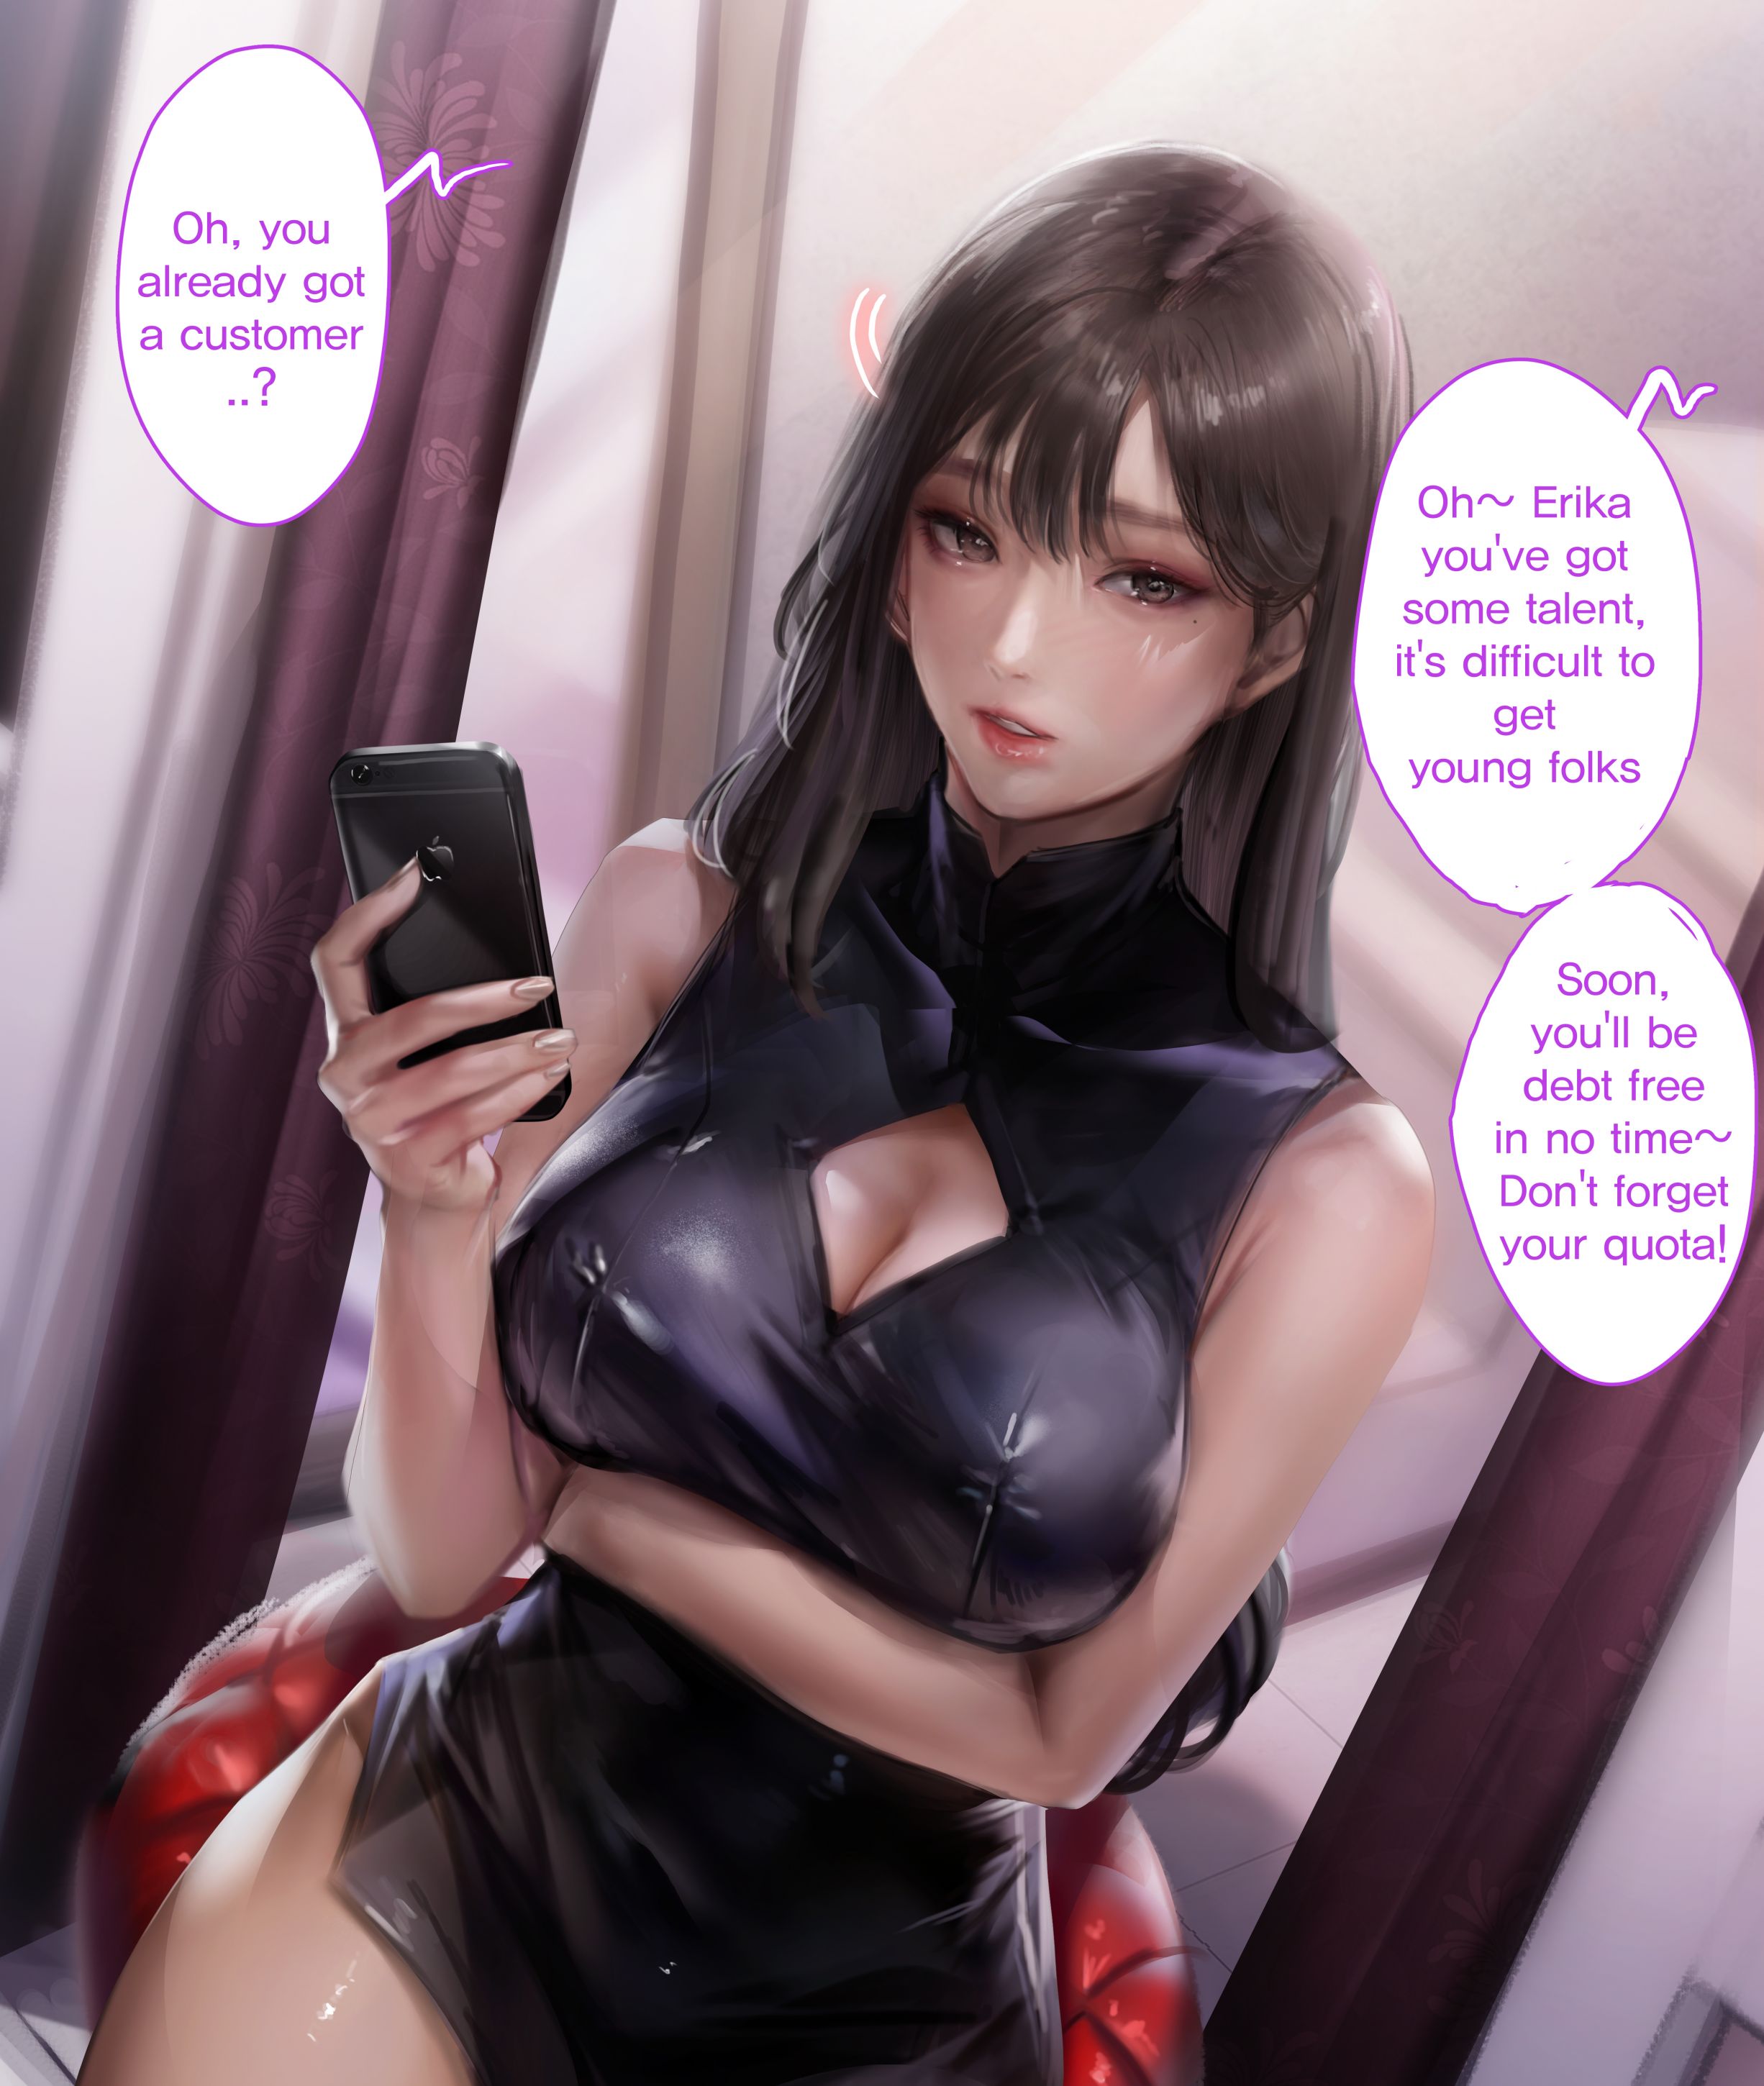 Oh, you
already got
a customer
..?
Oh～ Erika
you've got
some talent,
it's difficult to
get
young folks
Soon,
you'll be
debt free
in no time～
Don't forget
your quota!